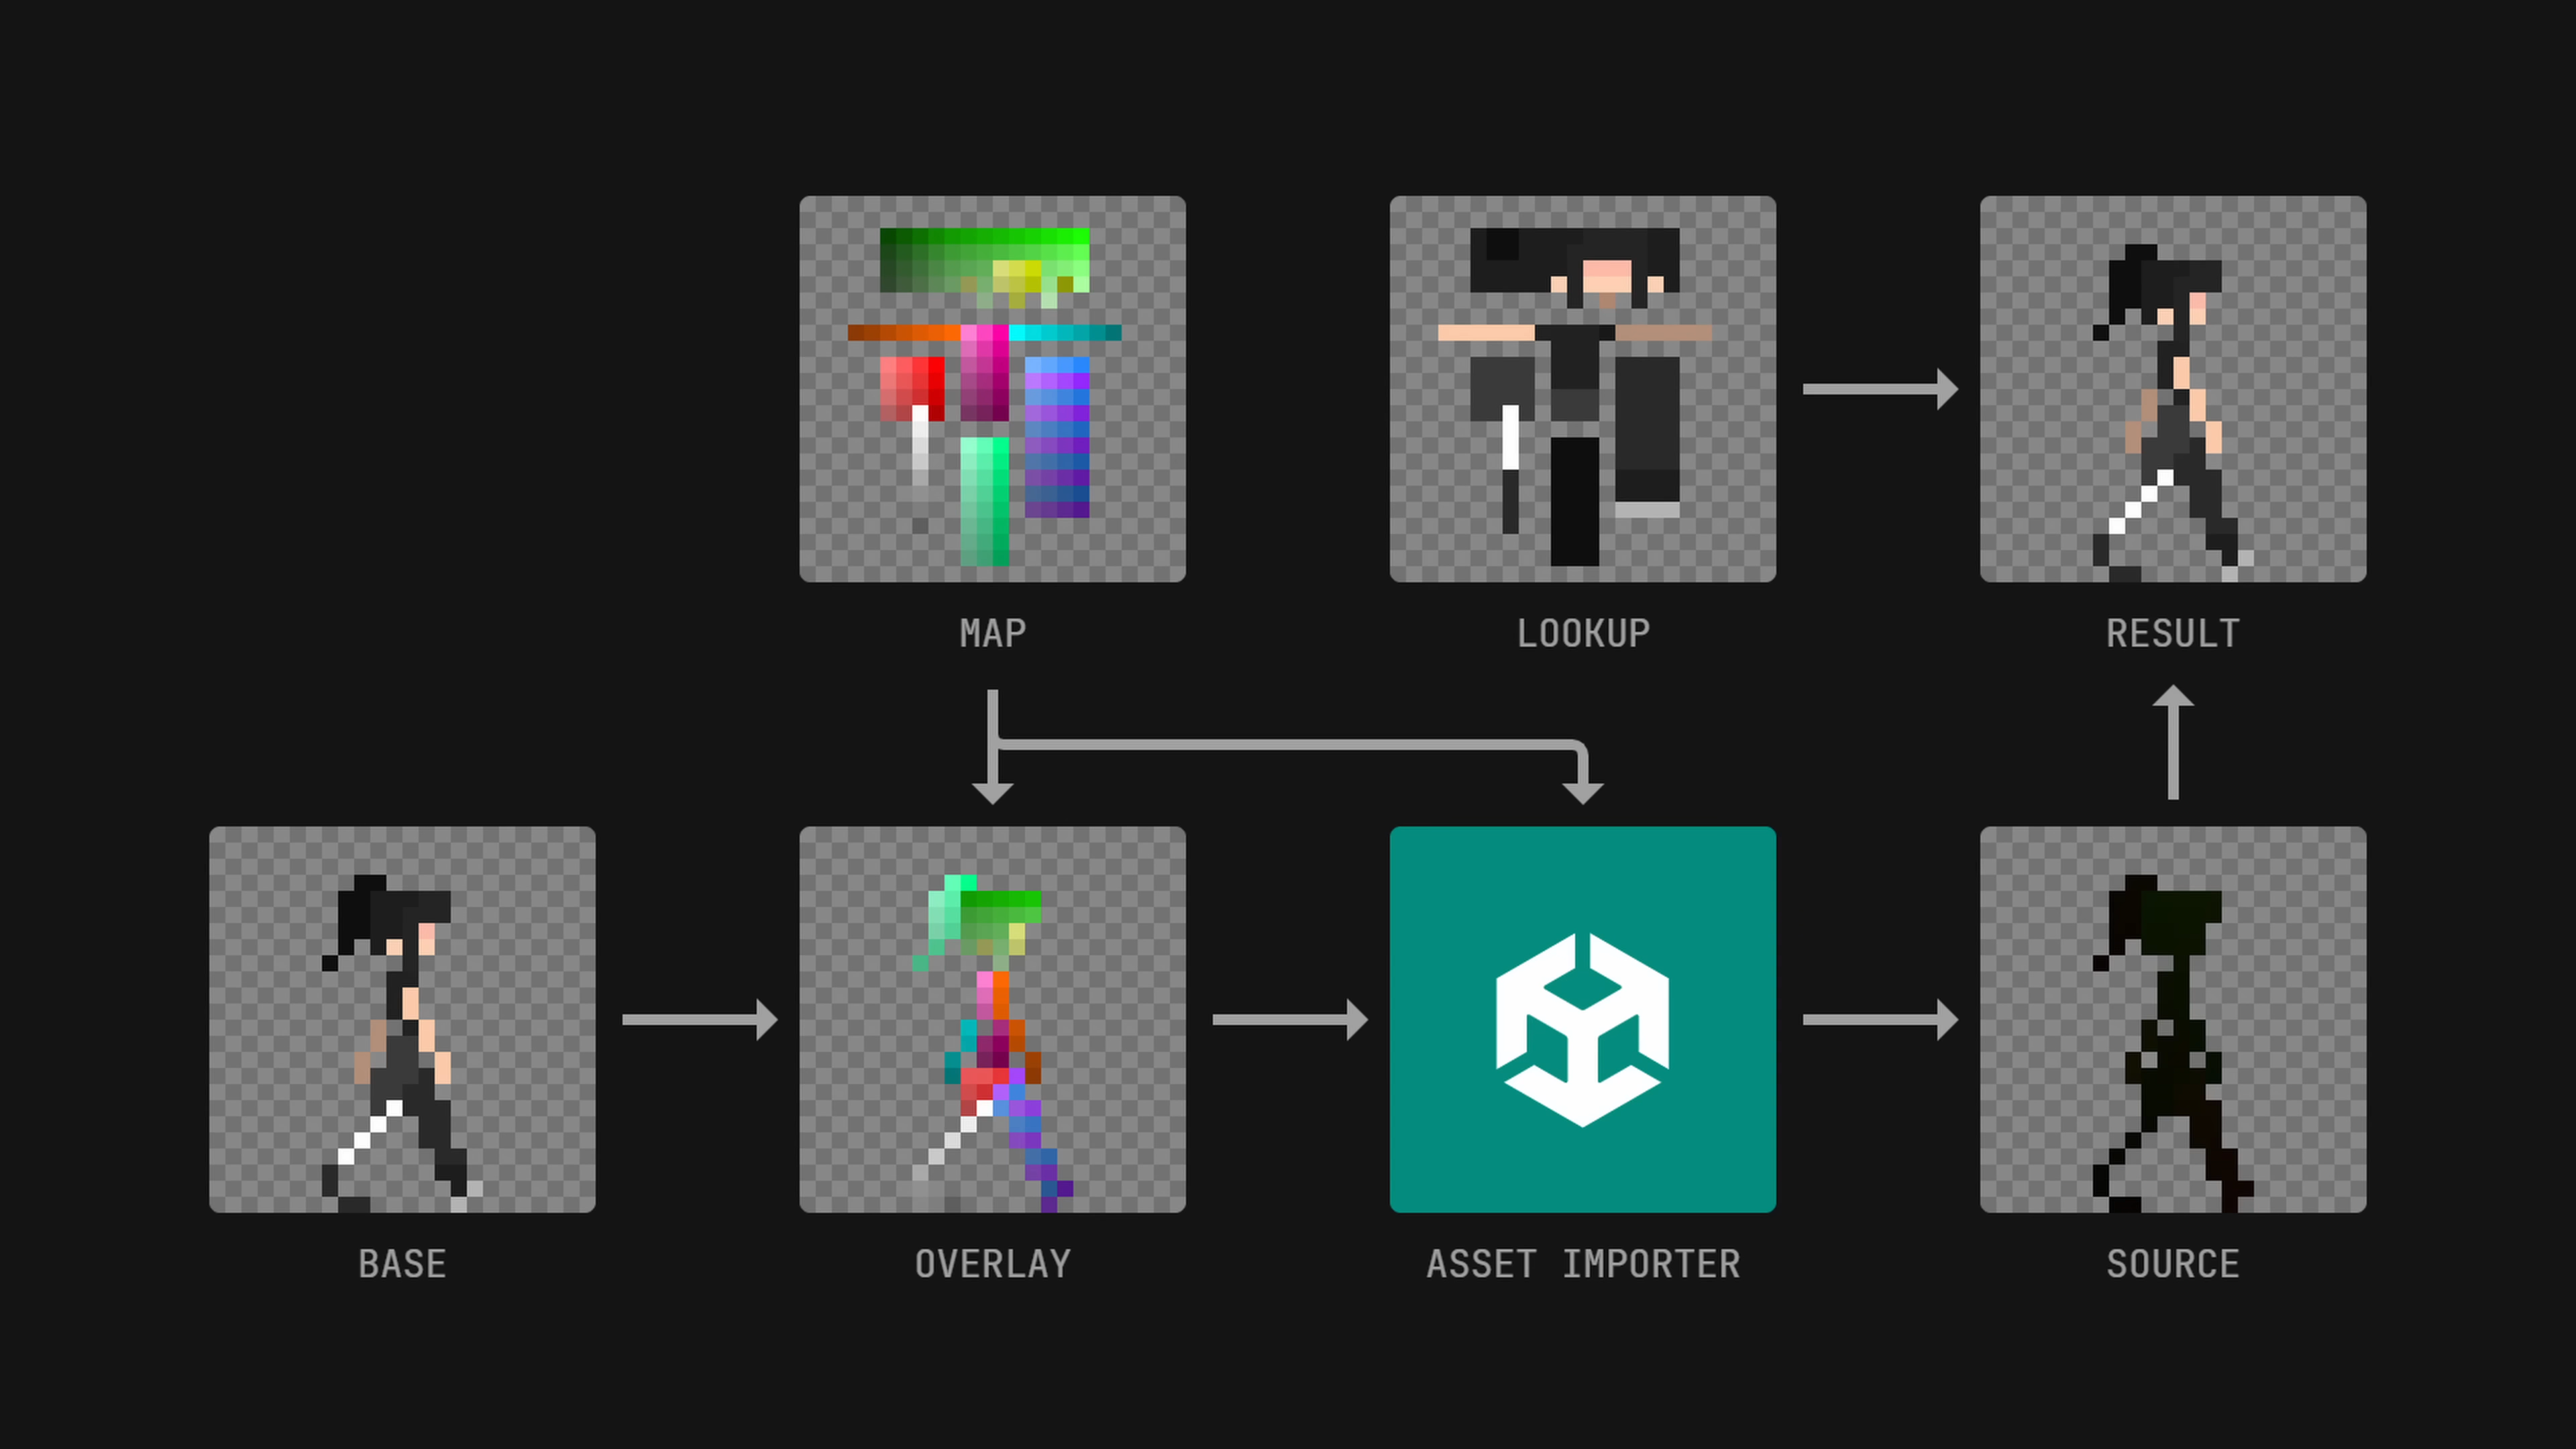 MAP
LOOKUP
RESULT
BASE
OVERLAY
ASSET IMPORTER
SOURCE